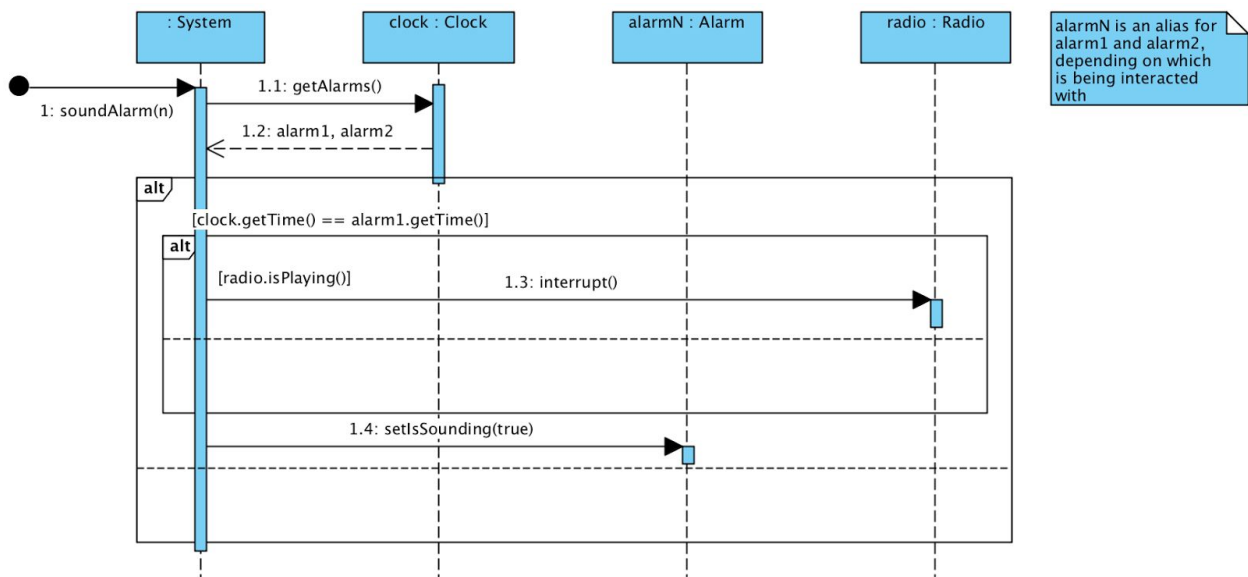 : System
clock : Clock
alarmN : Alarm
radio : Radio
alarmN is an alias for
alarm1 and alarm2,
depending on which
is being interacted
with
1: soundAlarm(n)
1.1: getAlarms()
1.2: alarm1, alarm2
alt
[clock.getTime() == alarm1.getTime()]
alt
[radio.isPlaying()]
1.3: interrupt()
1.4: setIsSounding(true)